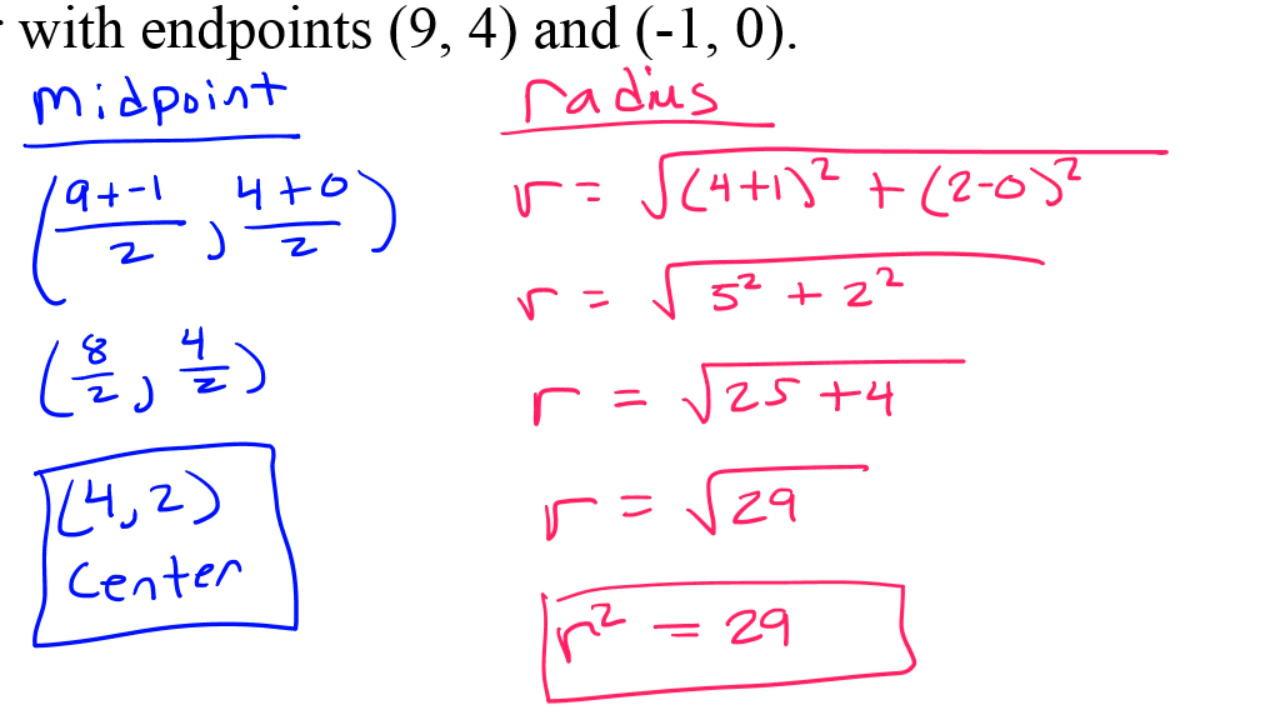 with endpoints (9, 4) and (-1, 0).
midpoint
(9+-1/2, 4+0/2)
(8/2, 4/2)
(4,2)
Center
radius
r = √(4+1)² + (2-0)²
r = √5² + 2²
r = √25 + 4
r = √29
r² = 29